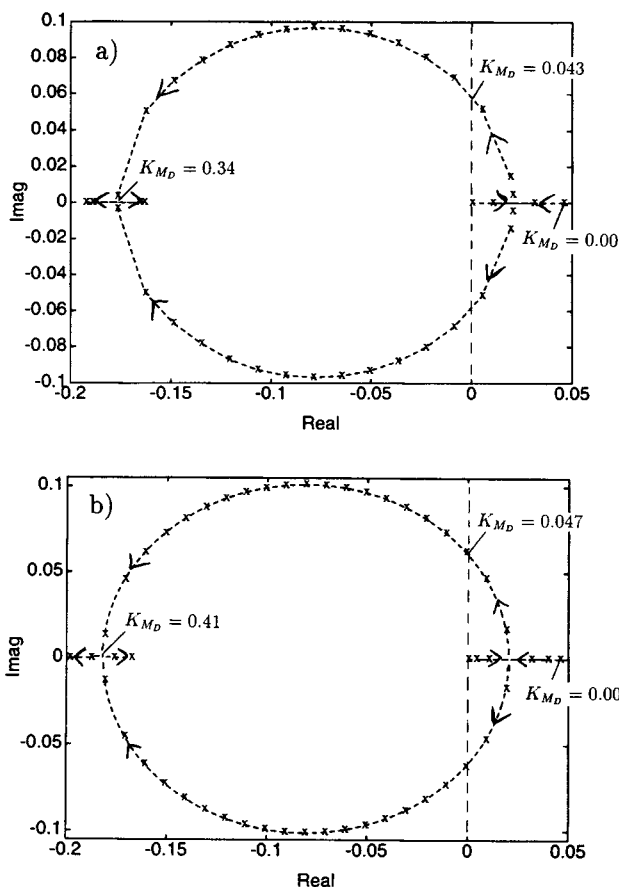 a)
0.1
0.08
0.06
0.04
0.02
0
-0.02
-0.04
-0.06
-0.08
-0.1
Imag
K_{M_D} = 0.043
K_{M_D} = 0.34
K_{M_D} = 0.00
-0.2 -0.15 -0.1 -0.05 0 0.05
Real
b)
0.1
0.05
0
-0.05
-0.1
Imag
K_{M_D} = 0.047
K_{M_D} = 0.41
K_{M_D} = 0.00
-0.2 -0.15 -0.1 -0.05 0 0.05
Real